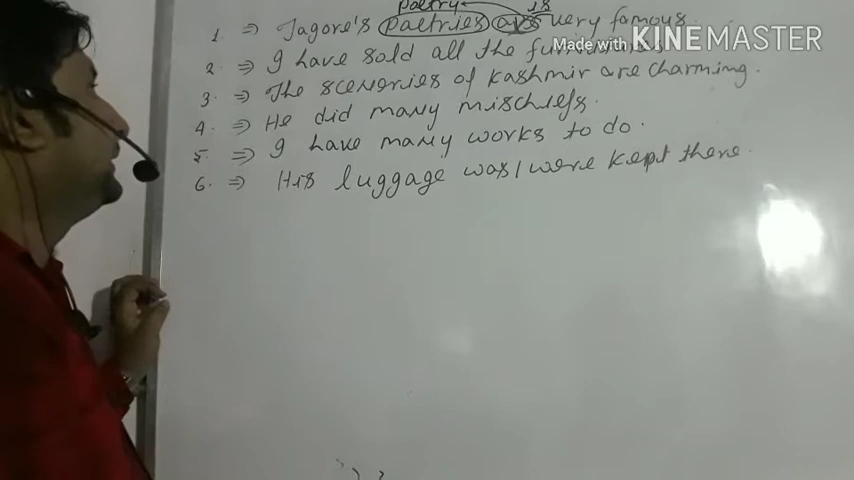 poetry is
1. ⇒ Tagore's poetries are very famous.
2. ⇒ I have sold all the
Made with KINEMASTER
3. ⇒ The sceneries of Kashmir are charming.
4. ⇒ He did many mischiefs.
5. ⇒ I have many works to do.
6. ⇒ His luggage was/were kept there.